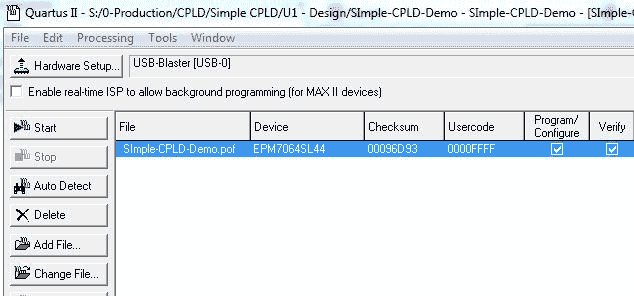 Quartus II - S:/0-Production/CPLD/Simple CPLD/U1 - Design/SImple-CPLD-Demo - SImple-CPLD-Demo - [SImple-C
File Edit Processing Tools Window
Hardware Setup... USB-Blaster [USB-0]
Enable real-time ISP to allow background programming (for MAX II devices)
Start
Stop
Auto Detect
Delete
Add File...
Change File...
File Device Checksum Usercode Program/
Configure Verify
SImple-CPLD-Demo.pof EPM7064SL44 00096D93 0000FFFF